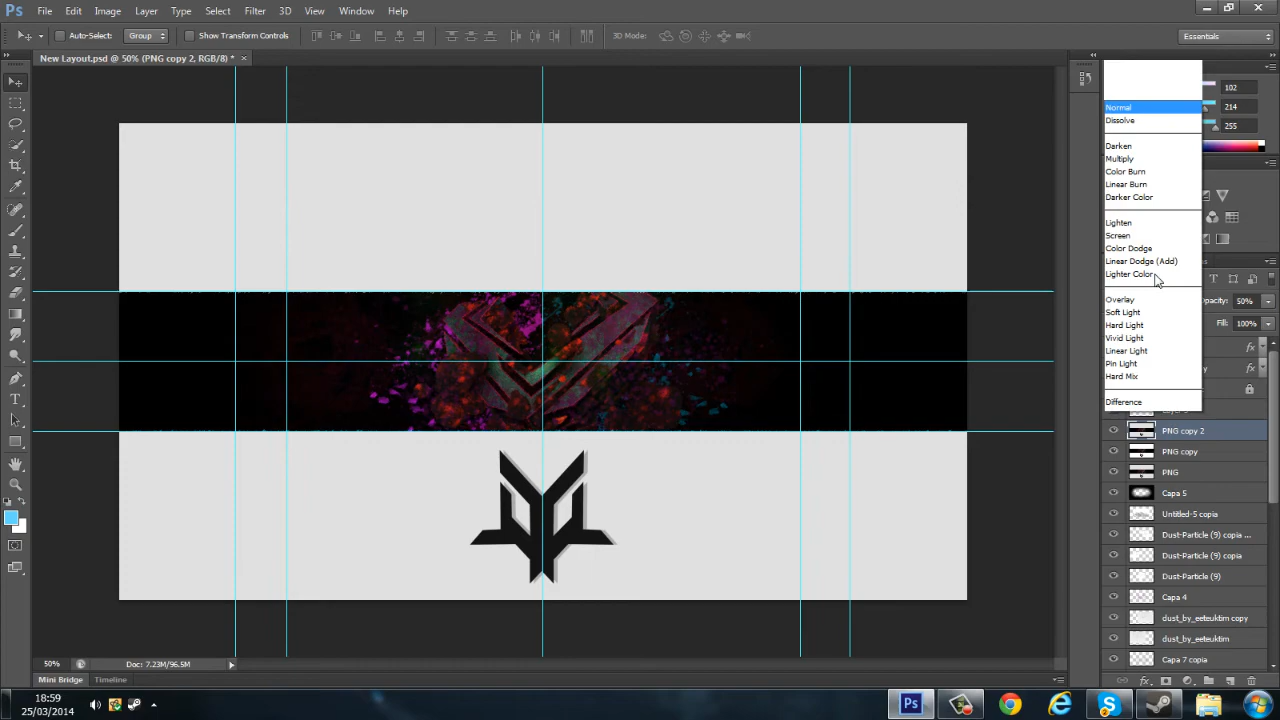 Ps File Edit Image Layer Type Select Filter 3D View Window Help
Auto-Select: Group Show Transform Controls 3D Mode: Essentials
New Layout.psd @ 50% (PNG copy 2, RGB/8) * ×
102
Normal
214
Dissolve
255
Darken
Multiply
Color Burn
Linear Burn
Darker Color
Lighten
Screen
Color Dodge
Linear Dodge (Add)
Lighter Color
Overlay
Opacity: 50%
Soft Light
Hard Light
Fill: 100%
Vivid Light
Linear Light
Pin Light
Hard Mix
Difference
PNG copy 2
PNG copy
PNG
Capa 5
Untitled-5 copia
Dust-Particle (9) copia ...
Dust-Particle (9) copia
Dust-Particle (9)
Capa 4
dust_by_eeteuktim copy
dust_by_eeteuktim
Capa 7 copia
50% Doc: 7.23M/96.5M
Mini Bridge Timeline
18:59
25/03/2014